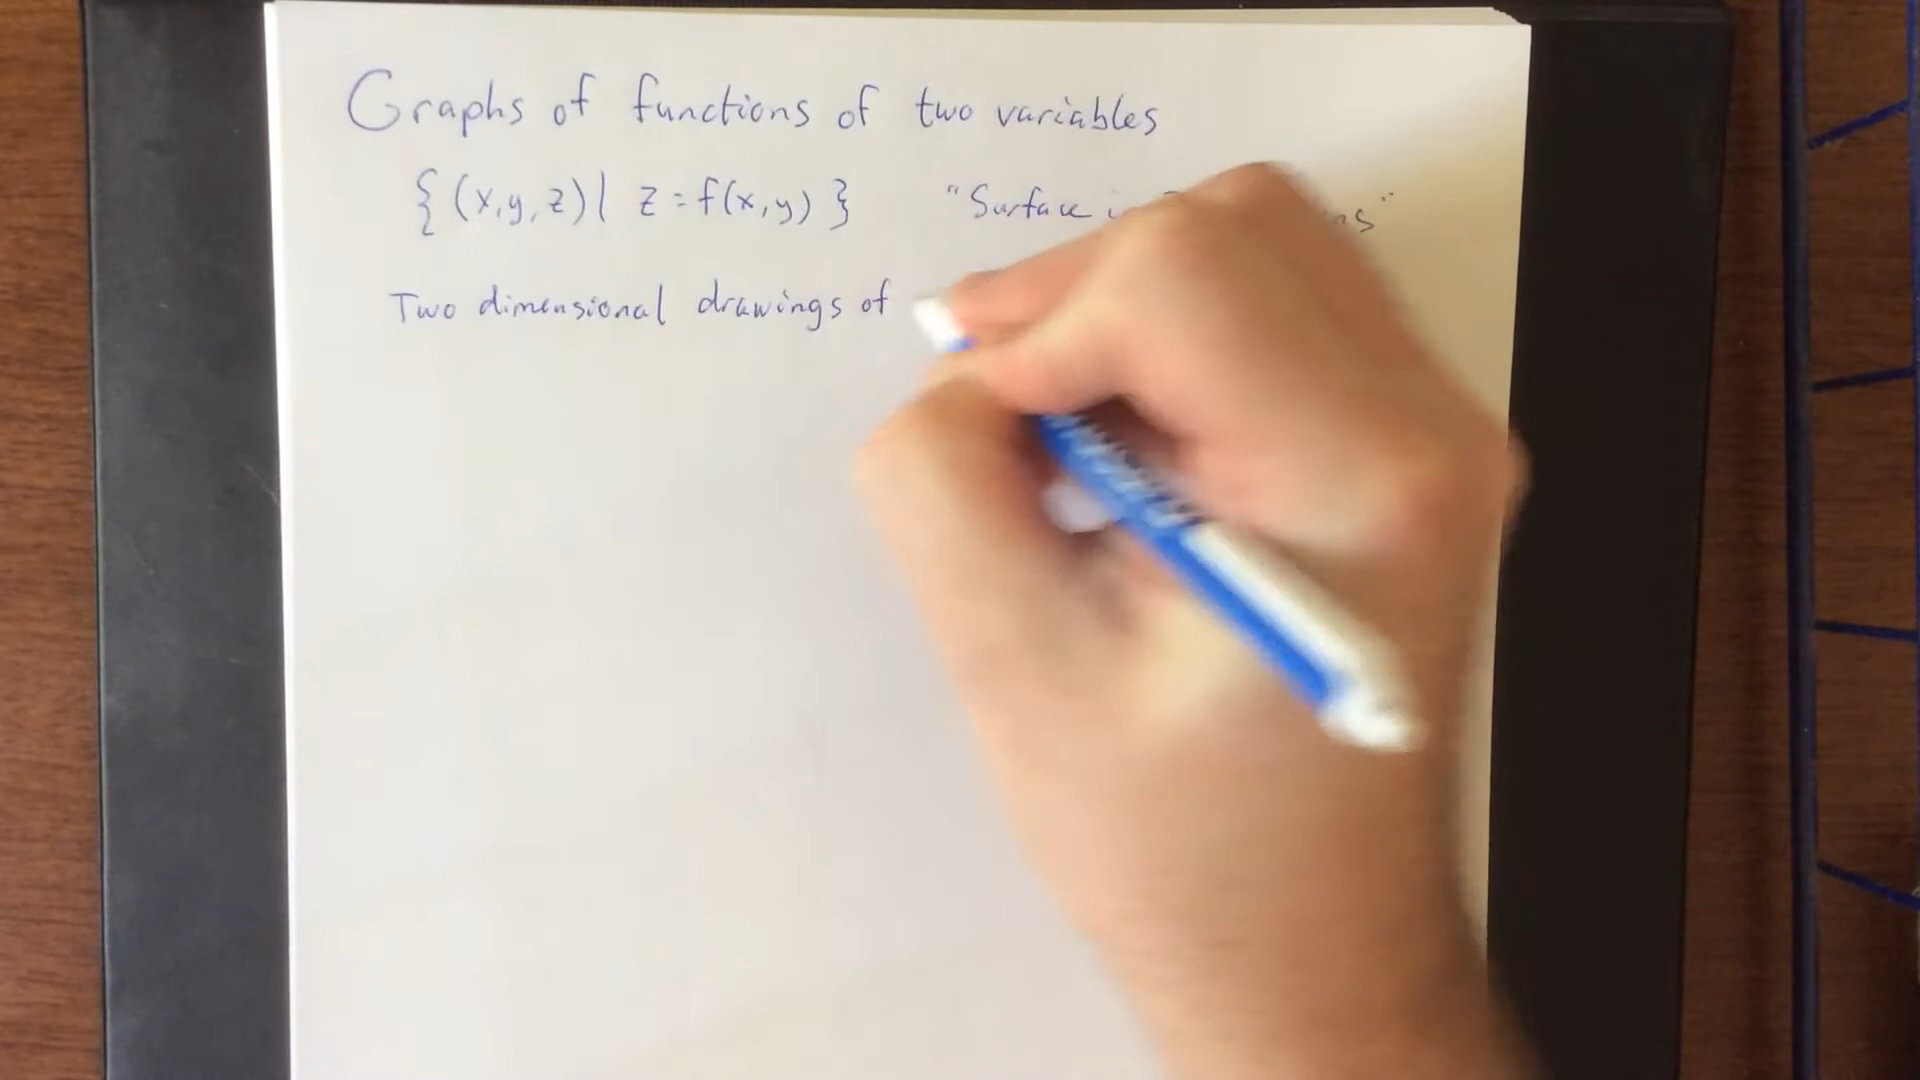 Graphs of functions of two variables
{ (x,y,z) | z = f(x,y) } "Surface
Two dimensional drawings of